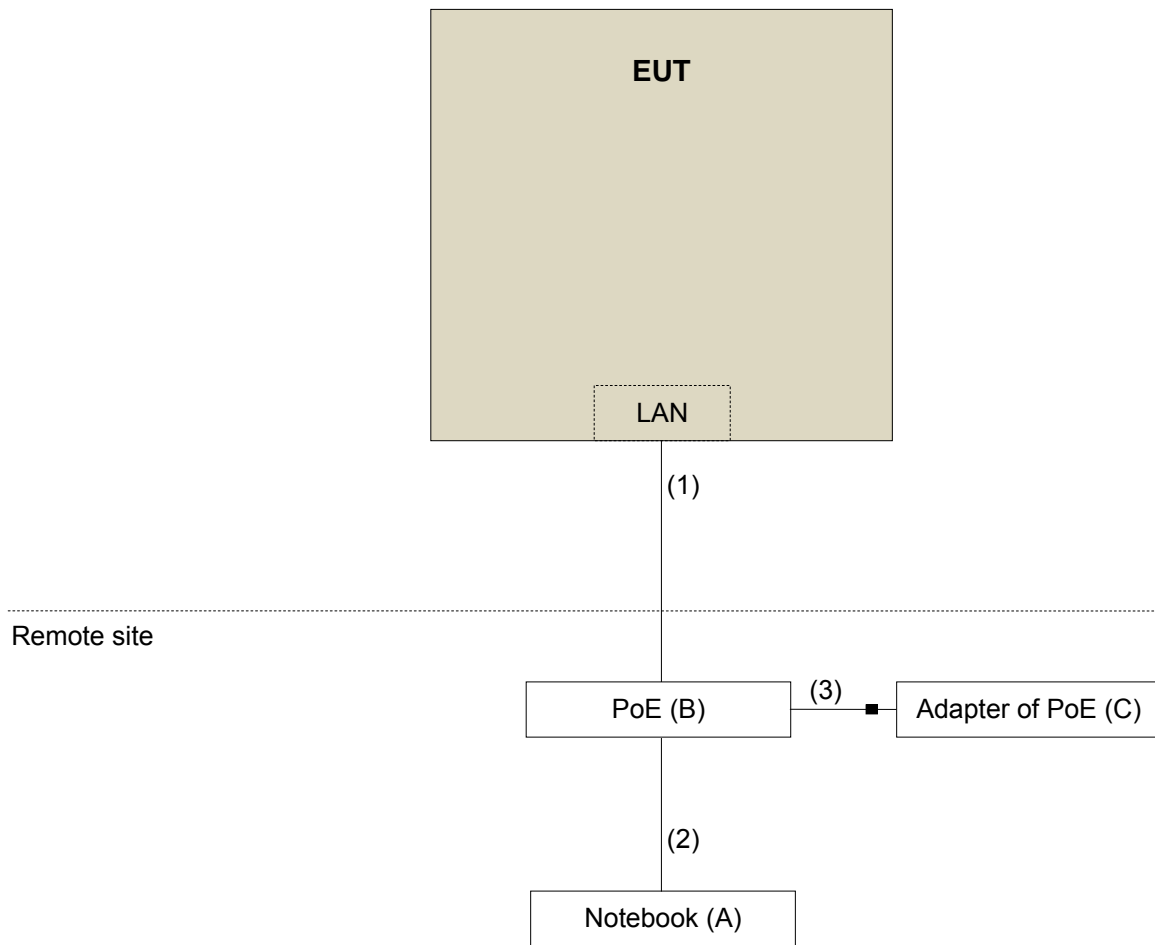 EUT
LAN
(1)
Remote site
(3)
PoE (B)
Adapter of PoE (C)
(2)
Notebook (A)